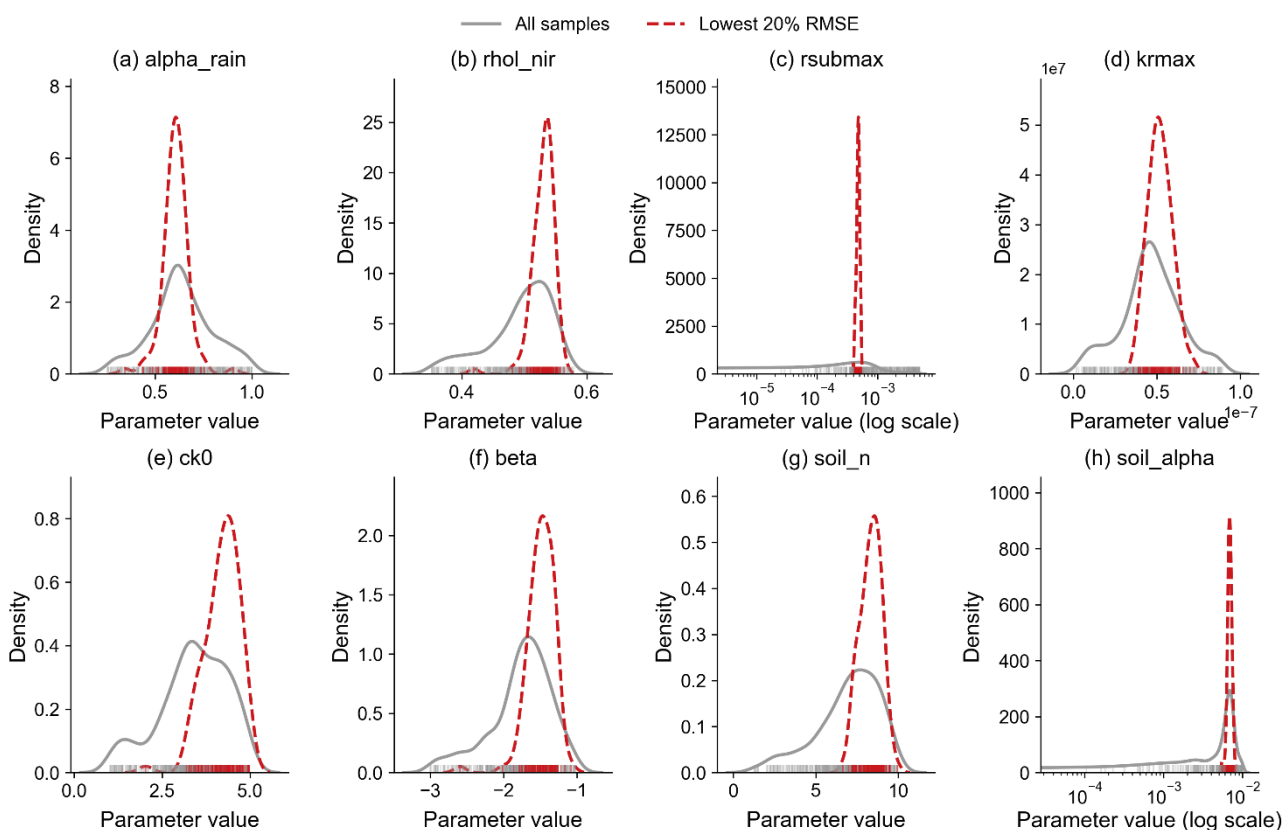 All samples Lowest 20% RMSE
(a) alpha_rain
Density
8
6
4
2
0
0.5 1.0
Parameter value
(b) rhol_nir
Density
25
20
15
10
5
0
0.4 0.6
Parameter value
(c) rsubmax
Density
15000
12500
10000
7500
5000
2500
0
10⁻⁵ 10⁻⁴ 10⁻³
Parameter value (log scale)
(d) krmax
1e7
Density
5
4
3
2
1
0
0.0 0.5 1.0
1e−7
Parameter value
(e) ck0
Density
0.8
0.6
0.4
0.2
0.0
0.0 2.5 5.0
Parameter value
(f) beta
Density
2.0
1.5
1.0
0.5
0.0
−3 −2 −1
Parameter value
(g) soil_n
Density
0.6
0.5
0.4
0.3
0.2
0.1
0.0
0 5 10
Parameter value
(h) soil_alpha
Density
1000
800
600
400
200
0
10⁻⁴ 10⁻³ 10⁻²
Parameter value (log scale)